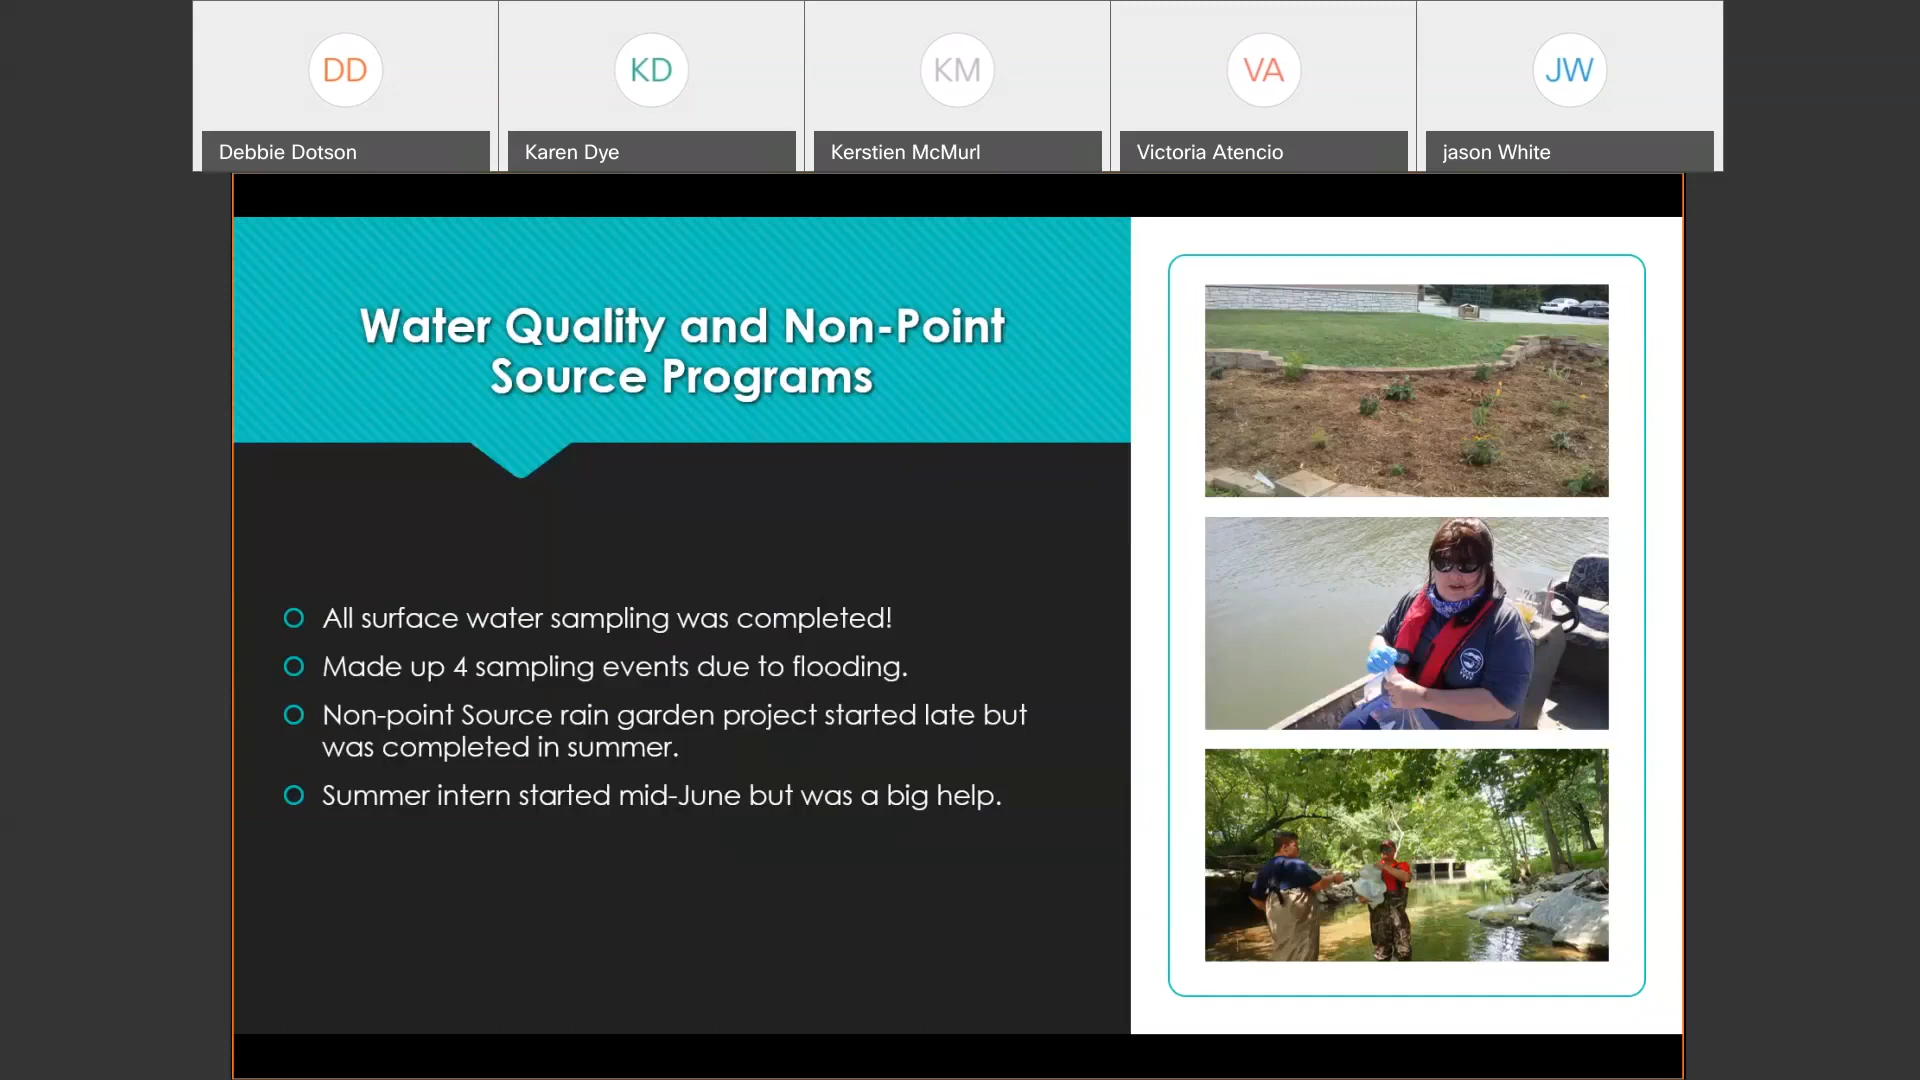 DD
KD
KM
VA
JW
Debbie Dotson
Karen Dye
Kerstien McMurl
Victoria Atencio
jason White
Water Quality and Non-Point
Source Programs
All surface water sampling was completed!
Made up 4 sampling events due to flooding.
Non-point Source rain garden project started late but
was completed in summer.
Summer intern started mid-June but was a big help.